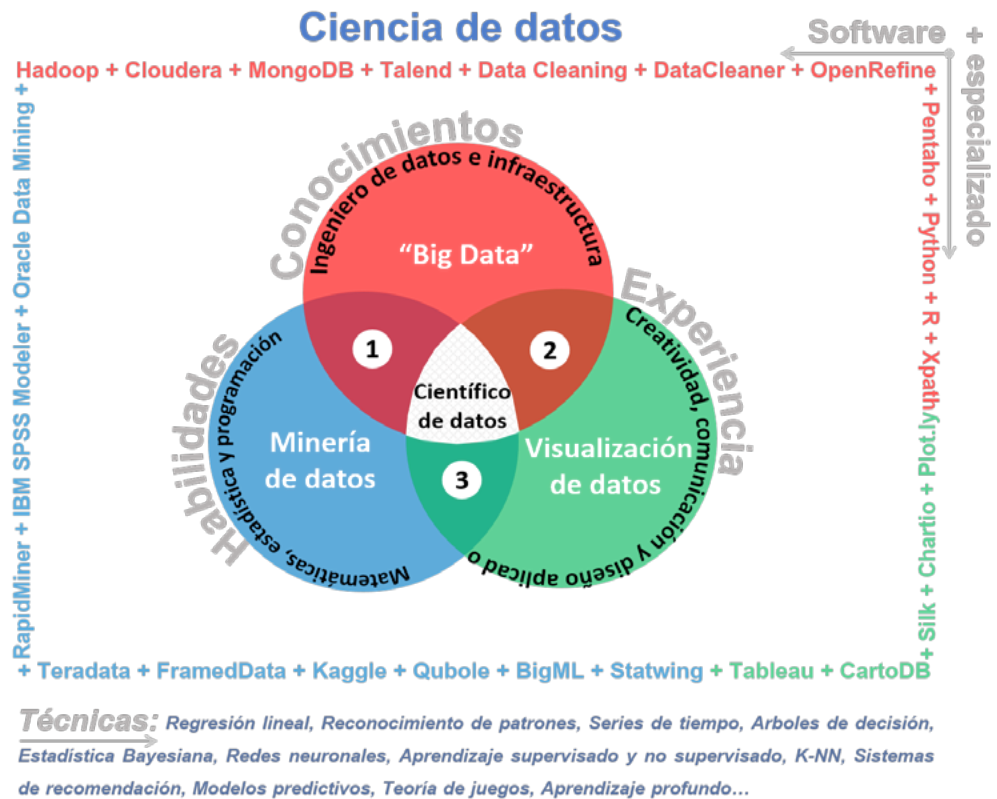 Ciencia de datos
Software
+ especializado
Hadoop + Cloudera + MongoDB + Talend + Data Cleaning + DataCleaner + OpenRefine
+ Pentaho + Python + R + Xpath
+ Silk + Chartio + Plot.ly
RapidMiner + IBM SPSS Modeler + Oracle Data Mining +
Conocimientos
Ingeniero de datos e infraestructura
“Big Data”
Experiencia
Creatividad, comunicación y diseño aplicado
Habilidades
Matemáticas, estadística y programación
1
2
Científico
de datos
Minería
de datos
Visualización
de datos
3
+ Teradata + FramedData + Kaggle + Qubole + BigML + Statwing + Tableau + CartoDB
Técnicas: Regresión lineal, Reconocimiento de patrones, Series de tiempo, Arboles de decisión,
Estadística Bayesiana, Redes neuronales, Aprendizaje supervisado y no supervisado, K-NN, Sistemas
de recomendación, Modelos predictivos, Teoría de juegos, Aprendizaje profundo…